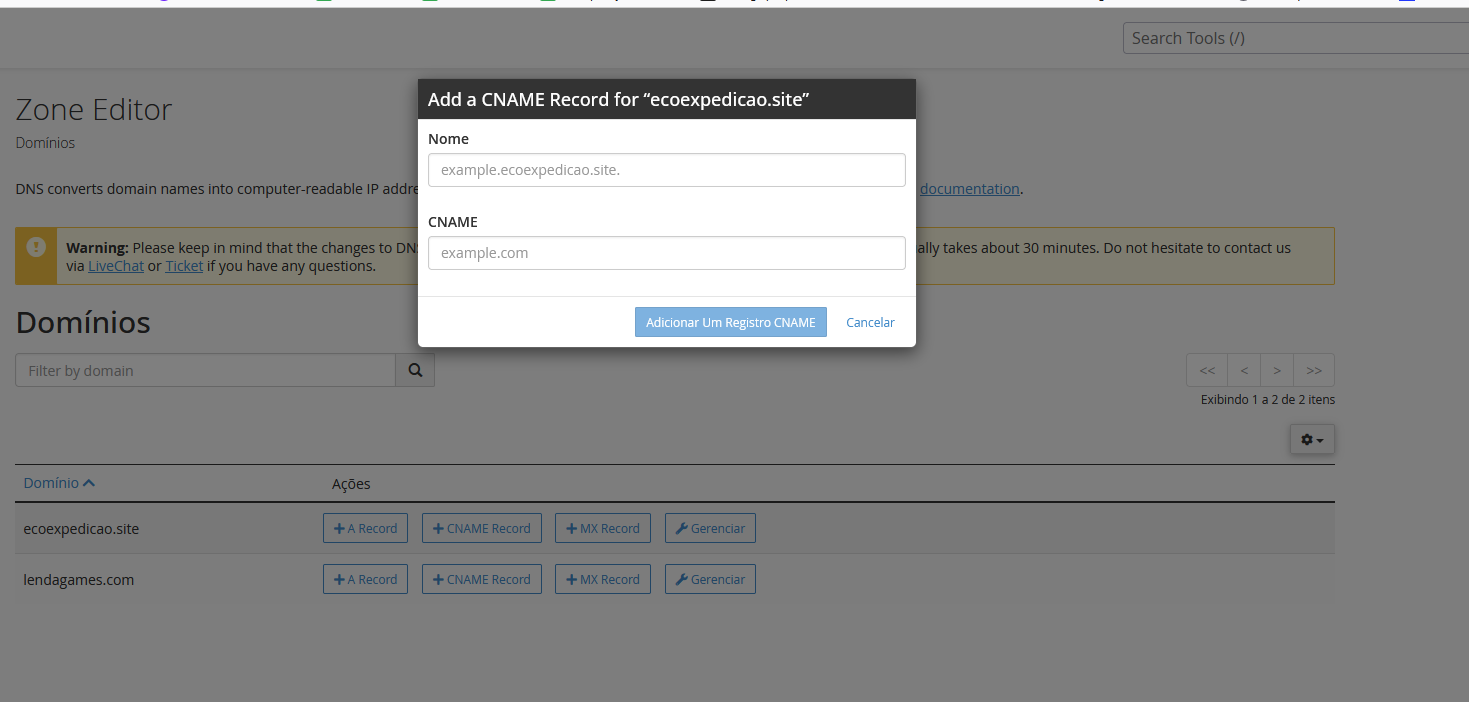 Search Tools (/)
Add a CNAME Record for “ecoexpedicao.site”
Nome
example.ecoexpedicao.site.
CNAME
example.com
Adicionar Um Registro CNAME
Cancelar
Zone Editor
Domínios
DNS converts domain names into computer-readable IP addre
documentation.
Warning: Please keep in mind that the changes to DN
ally takes about 30 minutes. Do not hesitate to contact us
via LiveChat or Ticket if you have any questions.
Domínios
Filter by domain
<< < > >>
Exibindo 1 a 2 de 2 itens
Domínio Ações
ecoexpedicao.site A Record CNAME Record MX Record Gerenciar
lendagames.com A Record CNAME Record MX Record Gerenciar